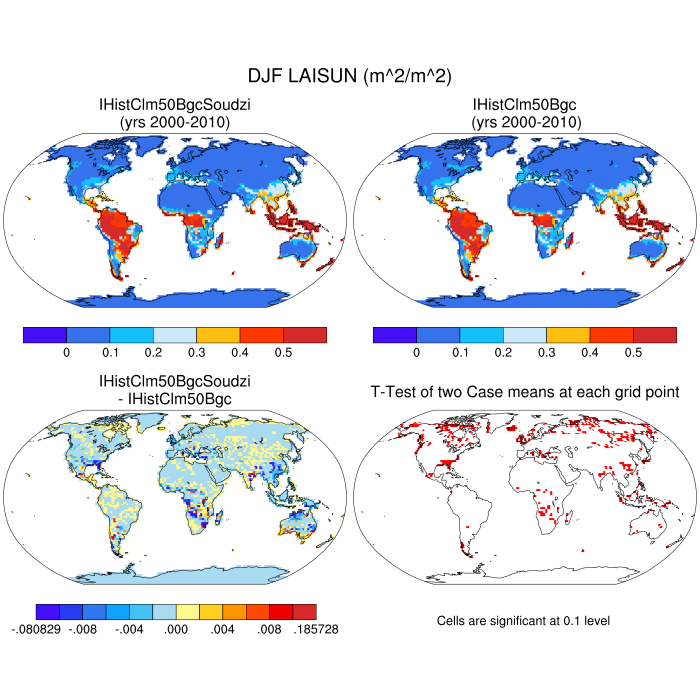 DJF LAISUN (m^2/m^2)
IHistClm50BgcSoudzi
(yrs 2000-2010)
IHistClm50Bgc
(yrs 2000-2010)
0 0.1 0.2 0.3 0.4 0.5
0 0.1 0.2 0.3 0.4 0.5
IHistClm50BgcSoudzi
- IHistClm50Bgc
T-Test of two Case means at each grid point
-.080829 -.008 -.004 .000 .004 .008 .185728
Cells are significant at 0.1 level